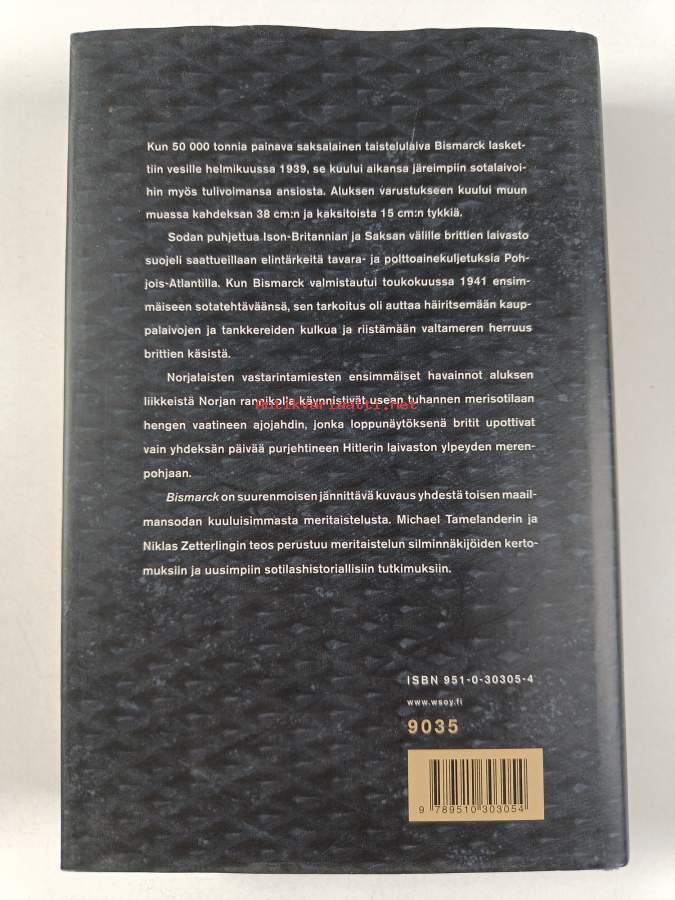 Kun 50 000 tonnia painava saksalainen taistelulaiva Bismarck lasket-
tiin vesille helmikuussa 1939, se kuului aikansa järeimpiin sotalaivoi-
hin myös tulivoimansa ansiosta. Aluksen varustukseen kuului muun
muassa kahdeksan 38 cm:n ja kaksitoista 15 cm:n tykkiä.
Sodan puhjettua Ison-Britannian ja Saksan välille brittien laivasto
suojeli saattueillaan elintärkeitä tavara- ja polttoainekuljetuksia Poh-
jois-Atlantilla. Kun Bismarck valmistautui toukokuussa 1941 ensim-
mäiseen sotatehtäväänsä, sen tarkoitus oli auttaa häiritsemään kaup-
palaivojen ja tankkereiden kulkua ja riistämään valtameren herruus
brittien käsistä.
Norjalaisten vastarintamiesten ensimmäiset havainnot aluksen
liikkeistä Norjan rannikolla käynnistivät usean tuhannen merisotilaan
antikvariaatti.net
hengen vaatineen ajojahdin, jonka loppunäytöksenä britit upottivat
vain yhdeksän päivää purjehtineen Hitlerin laivaston ylpeyden meren-
pohjaan.
Bismarck on suurenmoisen jännittävä kuvaus yhdestä toisen maail-
mansodan kuuluisimmasta meritaistelusta. Michael Tamelanderin ja
Niklas Zetterlingin teos perustuu meritaistelun silminnäkijöiden kerto-
muksiin ja uusimpiin sotilashistoriallisiin tutkimuksiin.
ISBN 951-0-30305-4
www.wsoy.fi
9035
9 789510 303054